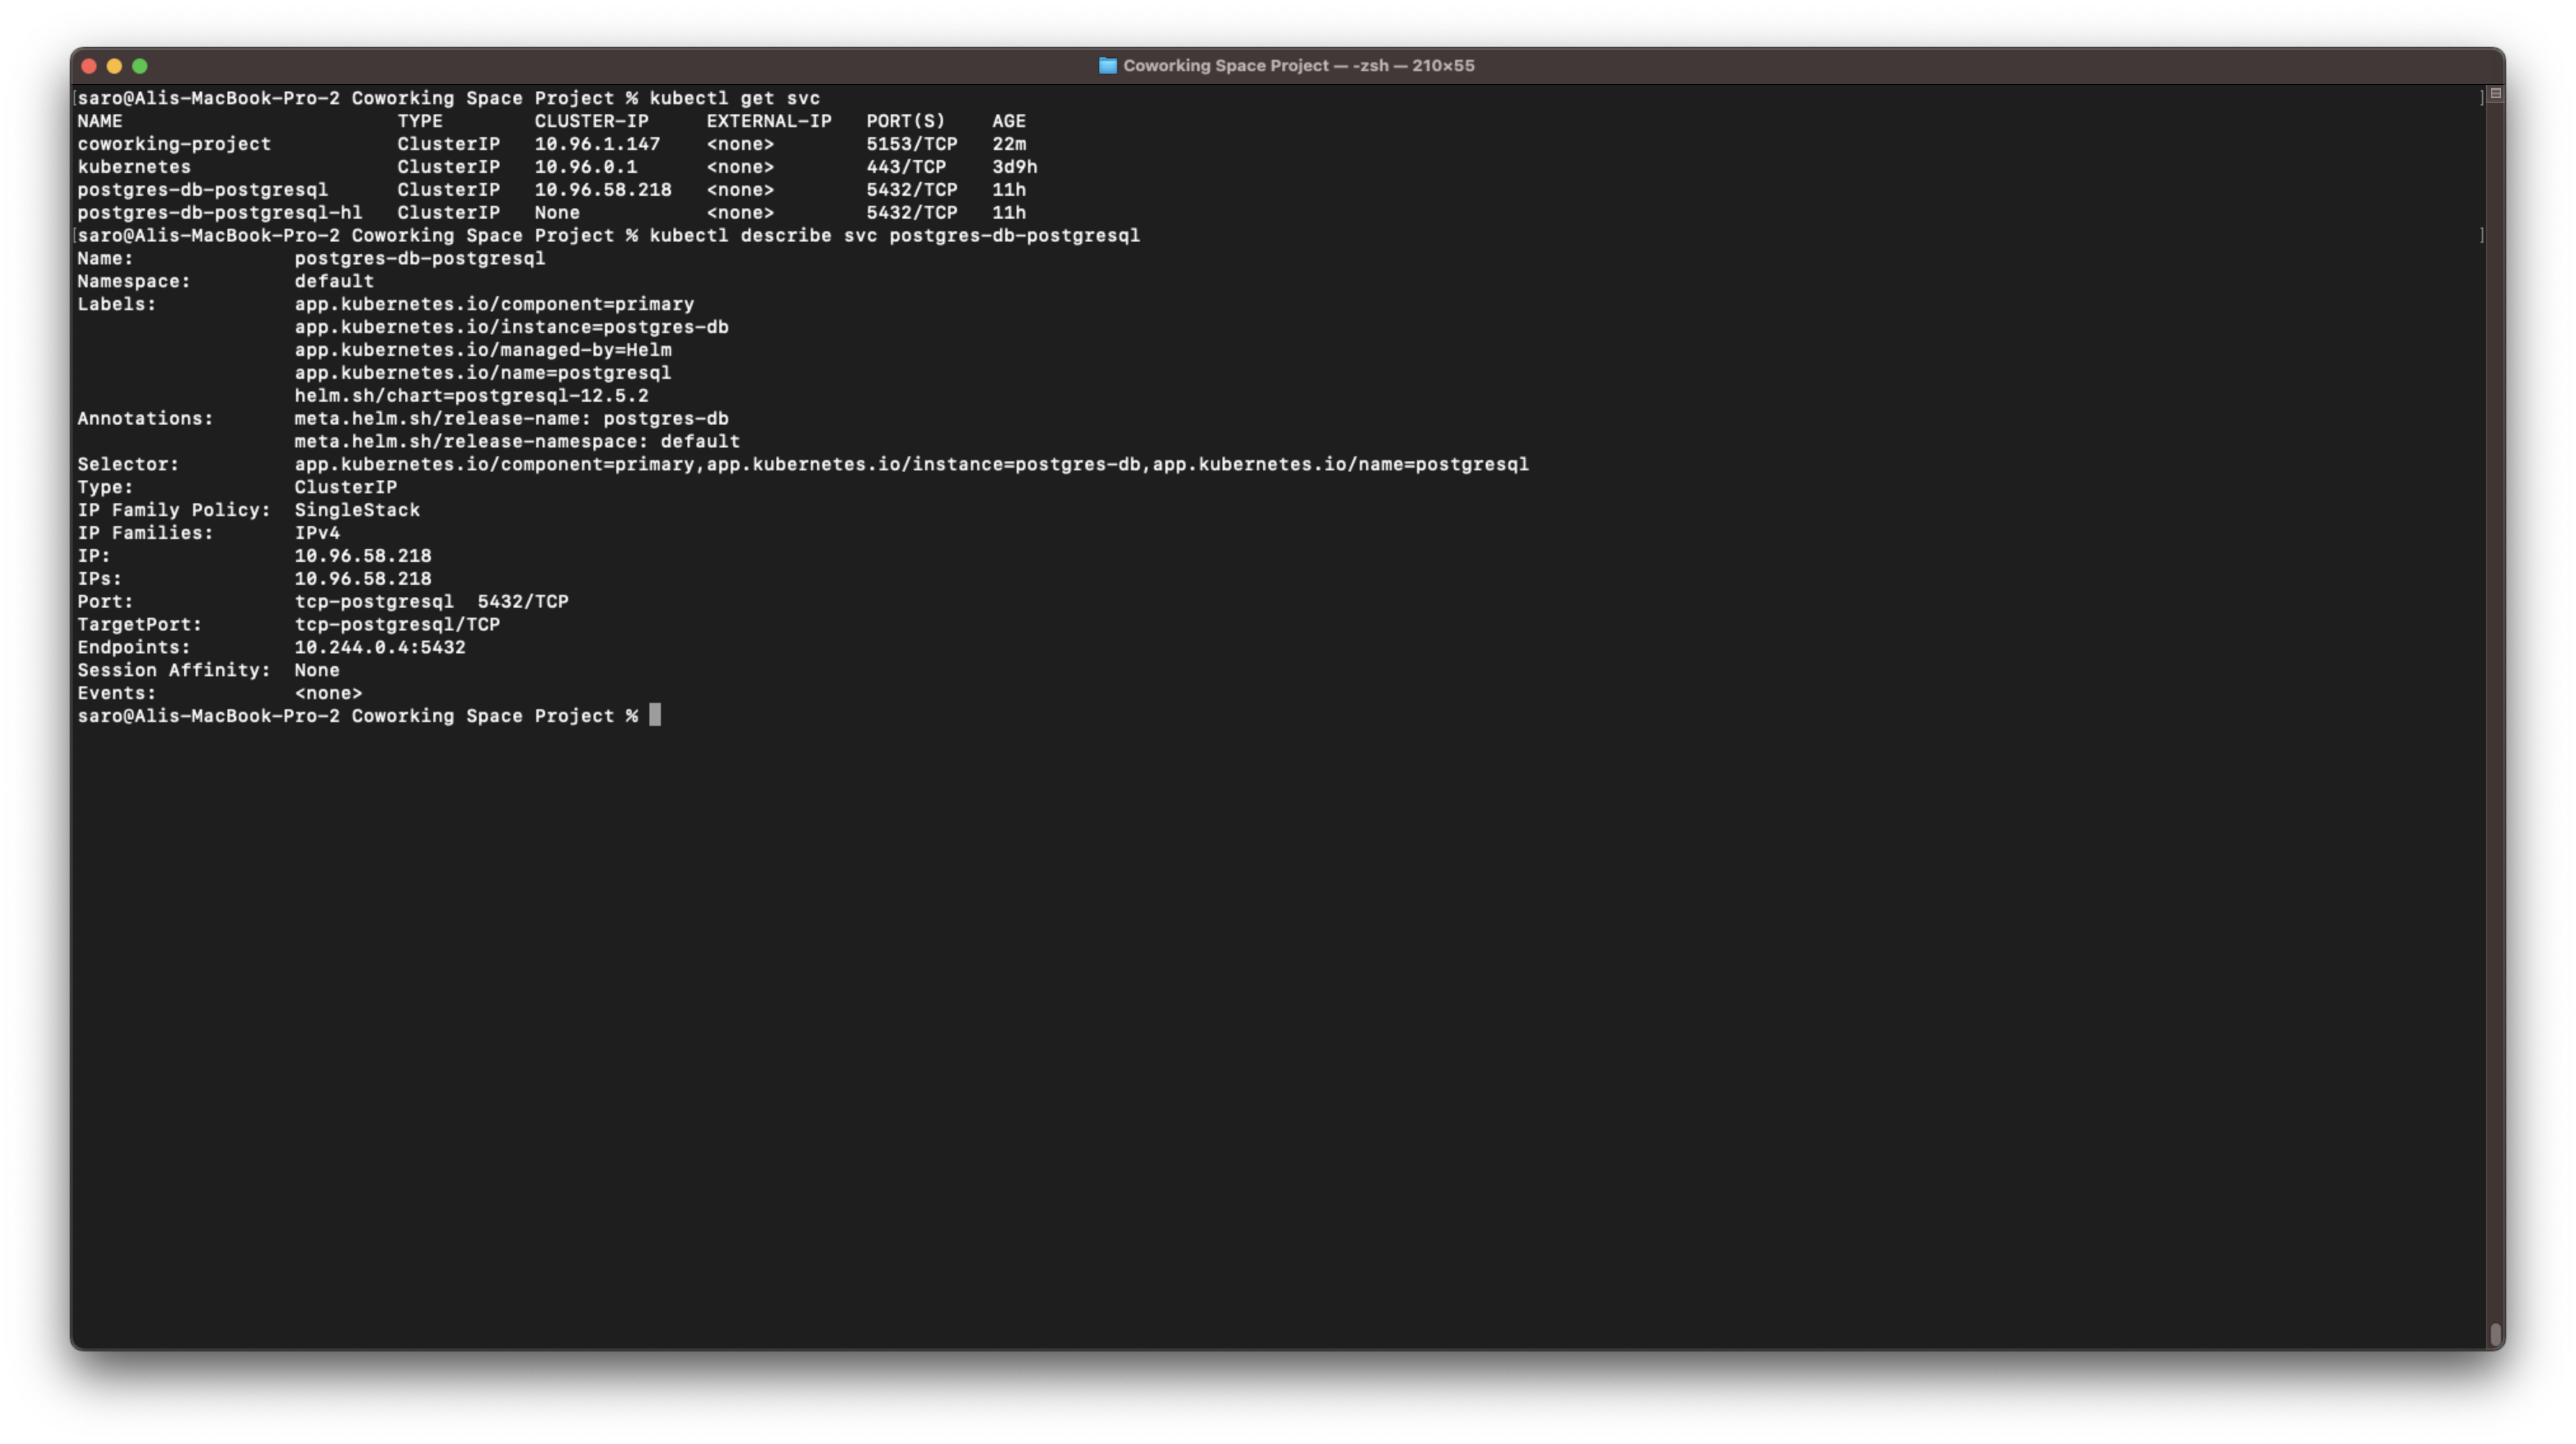 Coworking Space Project — -zsh — 210×55
saro@Alis-MacBook-Pro-2 Coworking Space Project % kubectl get svc
NAME                        TYPE        CLUSTER-IP     EXTERNAL-IP   PORT(S)    AGE
coworking-project           ClusterIP   10.96.1.147    <none>        5153/TCP   22m
kubernetes                  ClusterIP   10.96.0.1      <none>        443/TCP    3d9h
postgres-db-postgresql      ClusterIP   10.96.58.218   <none>        5432/TCP   11h
postgres-db-postgresql-hl   ClusterIP   None           <none>        5432/TCP   11h
saro@Alis-MacBook-Pro-2 Coworking Space Project % kubectl describe svc postgres-db-postgresql
Name:              postgres-db-postgresql
Namespace:         default
Labels:            app.kubernetes.io/component=primary
                   app.kubernetes.io/instance=postgres-db
                   app.kubernetes.io/managed-by=Helm
                   app.kubernetes.io/name=postgresql
                   helm.sh/chart=postgresql-12.5.2
Annotations:       meta.helm.sh/release-name: postgres-db
                   meta.helm.sh/release-namespace: default
Selector:          app.kubernetes.io/component=primary,app.kubernetes.io/instance=postgres-db,app.kubernetes.io/name=postgresql
Type:              ClusterIP
IP Family Policy:  SingleStack
IP Families:       IPv4
IP:                10.96.58.218
IPs:               10.96.58.218
Port:              tcp-postgresql  5432/TCP
TargetPort:        tcp-postgresql/TCP
Endpoints:         10.244.0.4:5432
Session Affinity:  None
Events:            <none>
saro@Alis-MacBook-Pro-2 Coworking Space Project %